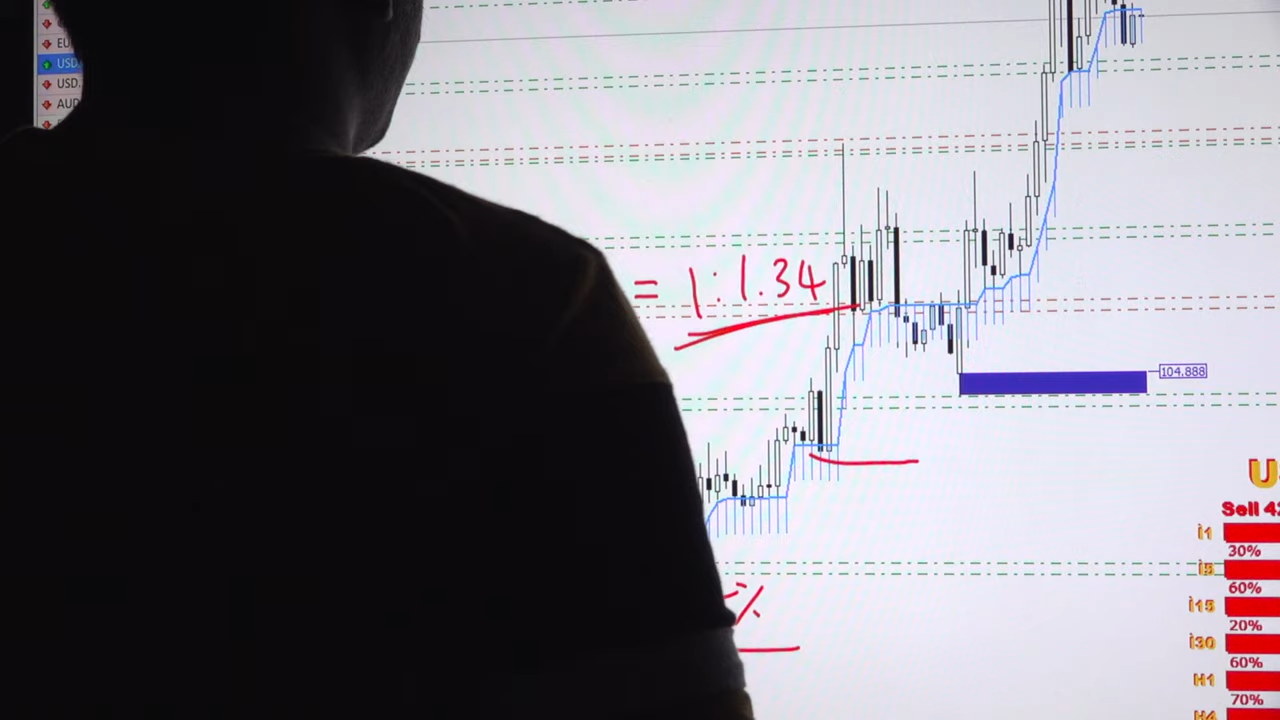 EU
USD.
USD.
AUD
= 1:1.34
104.888
%
U
Sell 4
i1
30%
i5
60%
i15
20%
i30
60%
H1
70%
H4